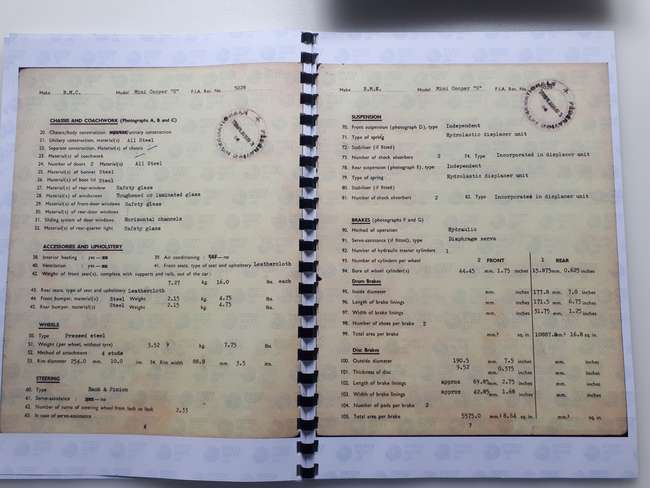 Make B.M.C. Model Mini Cooper "S" F.I.A. Rec. No. 5028
CHASSIS AND COACHWORK (Photographs A, B and C)
20. Chassis/body construction: unitary construction
21. Unitary construction, material(s) All Steel
22. Separate construction, Material(s) of chassis
23. Material(s) of coachwork
24. Number of doors 2 Material(s) All Steel
25. Material(s) of bonnet Steel
26. Material(s) of boot lid Steel
27. Material(s) of rear-window Safety glass
28. Material(s) of windscreen Toughened or laminated glass
29. Material(s) of front-door windows Safety glass
30. Material(s) of rear-door windows
31. Sliding system of door windows Horizontal channels
32. Material(s) of rear-quarter light Safety glass
ACCESSORIES AND UPHOLSTERY
38. Interior heating : yes—no 39. Air conditioning : yes—no
40. Ventilation : yes—no 41. Front seats, type of seat and upholstery Leathercloth
42. Weight of front seat(s), complete with supports and rails, out of the car:
7.27 kg 16.0 lbs. each
43. Rear seats, type of seat and upholstery Leathercloth
44. Front bumper, material(s) Steel Weight 2.15 kg 4.75 lbs.
45. Rear bumper, material(s) Steel Weight 2.15 kg 4.75 lbs.
WHEELS
50. Type Pressed steel
51. Weight (per wheel, without tyre) 3.52 kg 7.75 lbs.
52. Method of attachment 4 studs
53. Rim diameter 254.0 mm. 10.0 in. 54. Rim width 88.9 mm. 3.5 ins.
STEERING
60. Type Rack & Pinion
61. Servo-assistance : yes—no
62. Number of turns of steering wheel from lock to lock 2.33
63. In case of servo-assistance
6
Make B.M.C. Model Mini Cooper "S" F.I.A. Rec. No.
SUSPENSION
70. Front suspension (photograph D), type Independent
71. Type of spring Hydrolastic displacer unit
72. Stabiliser (if fitted)
73. Number of shock absorbers 2 74. Type Incorporated in displacer unit
78. Rear suspension (photograph E), type Independent
79. Type of spring Hydrolastic displacer unit
80. Stabiliser (if fitted)
81. Number of shock absorbers 2 82. Type Incorporated in displacer unit
BRAKES (photographs F and G)
90. Method of operation Hydraulic
91. Servo-assistance (if fitted), type Diaphragm servo
92. Number of hydraulic master cylinders 1
93. Number of cylinders per wheel 2 FRONT 1 REAR
94. Bore of wheel cylinder(s) 44.45 mm. 1.75 inches 15.875mm. 0.625 inches
Drum Brakes
95. Inside diameter mm. inches 177.8 mm. 7.0 inches
96. Length of brake linings mm. inches 171.5 mm. 6.75 inches
97. Width of brake linings mm. inches 31.75 mm. 1.25 inches
98. Number of shoes per brake 2
99. Total area per brake mm.² sq. in. 10887.0 mm.² 16.8 sq. in.
Disc Brakes
100. Outside diameter 190.5 mm. 7.5 inches mm. inches
101. Thickness of disc 9.52 mm. 0.375 inches mm. inches
102. Length of brake linings approx 69.85mm. 2.75 inches mm. inches
103. Width of brake linings approx 42.85mm. 1.68 inches mm. inches
104. Number of pads per brake 2
105. Total area per brake 5575.0 mm.² 8.64 sq. in. mm.² sq. in.
7